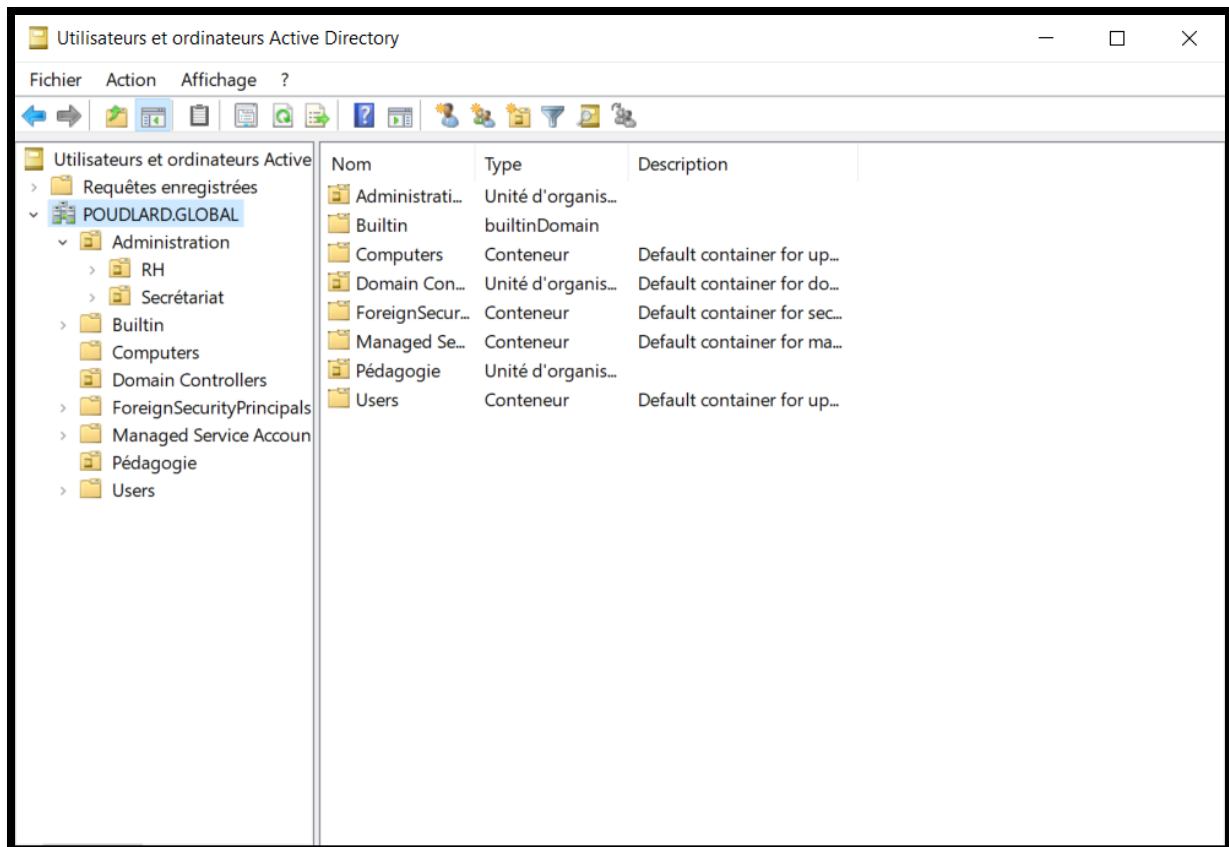 Utilisateurs et ordinateurs Active Directory
Fichier Action Affichage ?
Utilisateurs et ordinateurs Active
Requêtes enregistrées
POUDLARD.GLOBAL
Administration
RH
Secrétariat
Builtin
Computers
Domain Controllers
ForeignSecurityPrincipals
Managed Service Accoun
Pédagogie
Users
Nom Type Description
Administrati... Unité d'organis...
Builtin builtinDomain
Computers Conteneur Default container for up...
Domain Con... Unité d'organis... Default container for do...
ForeignSecur... Conteneur Default container for sec...
Managed Se... Conteneur Default container for ma...
Pédagogie Unité d'organis...
Users Conteneur Default container for up...